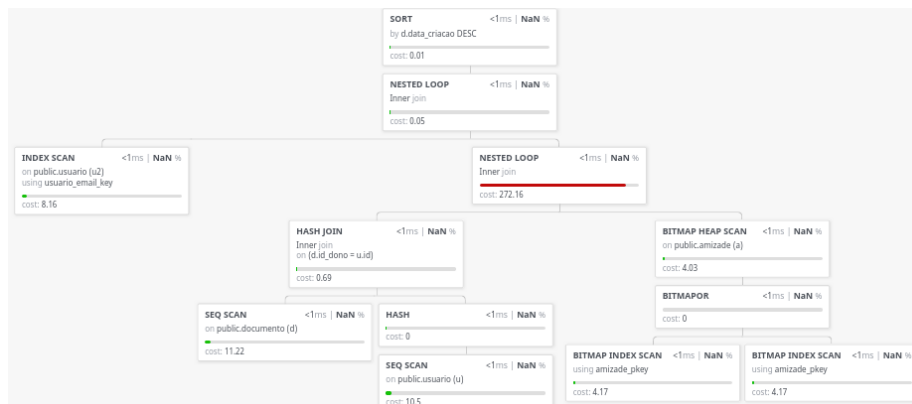 SORT <1ms | NaN %
by d.data_criacao DESC
cost: 0.01
NESTED LOOP <1ms | NaN %
Inner join
cost: 0.05
INDEX SCAN <1ms | NaN %
on public.usuario (u2)
using usuario_email_key
cost: 8.16
NESTED LOOP <1ms | NaN %
Inner join
cost: 272.16
HASH JOIN <1ms | NaN %
Inner join
on (d.id_dono = u.id)
cost: 0.69
BITMAP HEAP SCAN <1ms | NaN %
on public.amizade (a)
cost: 4.03
BITMAPOR <1ms | NaN %
cost: 0
SEQ SCAN <1ms | NaN %
on public.documento (d)
cost: 11.22
HASH <1ms | NaN %
cost: 0
SEQ SCAN <1ms | NaN %
on public.usuario (u)
cost: 10.5
BITMAP INDEX SCAN <1ms | NaN %
using amizade_pkey
cost: 4.17
BITMAP INDEX SCAN <1ms | NaN %
using amizade_pkey
cost: 4.17